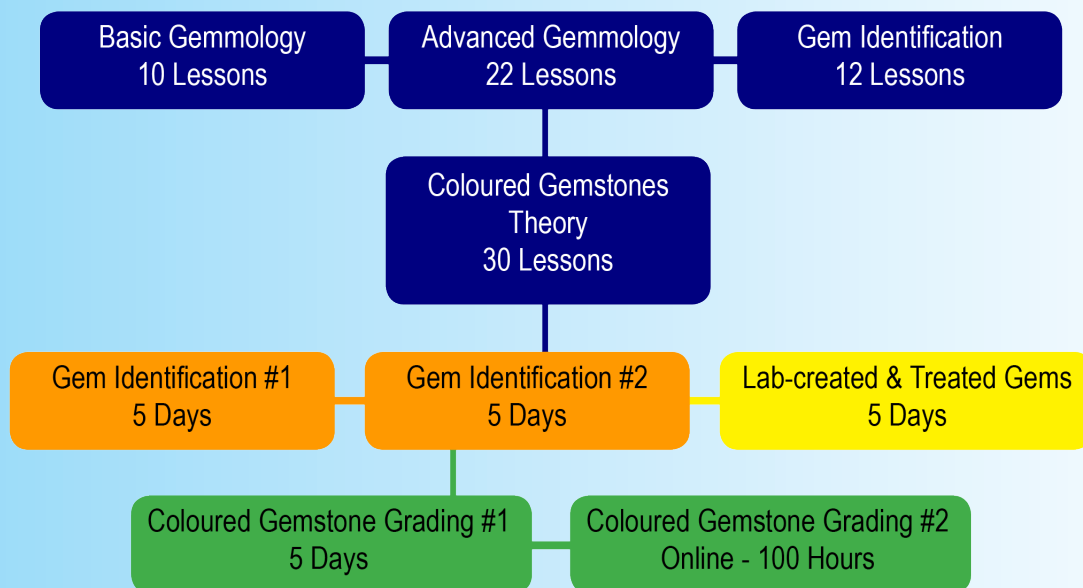 Basic Gemmology
10 Lessons
Advanced Gemmology
22 Lessons
Gem Identification
12 Lessons
Coloured Gemstones
Theory
30 Lessons
Gem Identification #1
5 Days
Gem Identification #2
5 Days
Lab-created & Treated Gems
5 Days
Coloured Gemstone Grading #1
5 Days
Coloured Gemstone Grading #2
Online - 100 Hours